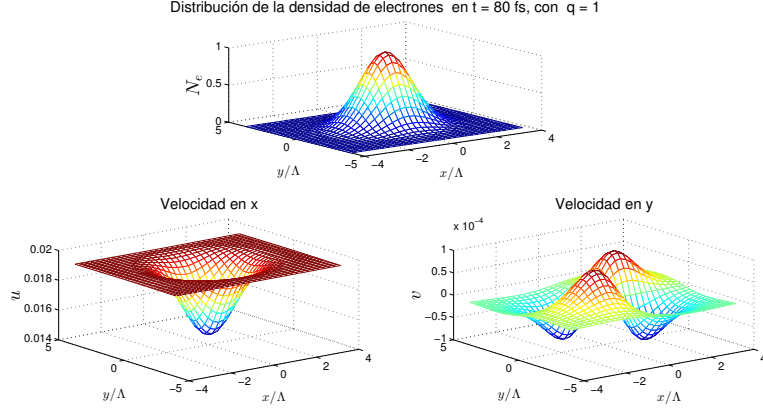 Distribución de la densidad de electrones en t = 80 fs, con q = 1
1
0.5
0
N_e
5
0
-5
y/Λ
-4
-2
0
2
4
x/Λ
Velocidad en x
0.02
0.018
0.016
0.014
u
5
0
-5
y/Λ
-4
-2
0
2
4
x/Λ
Velocidad en y
x 10^-4
1
0.5
0
-0.5
-1
v
5
0
-5
y/Λ
-4
-2
0
2
4
x/Λ